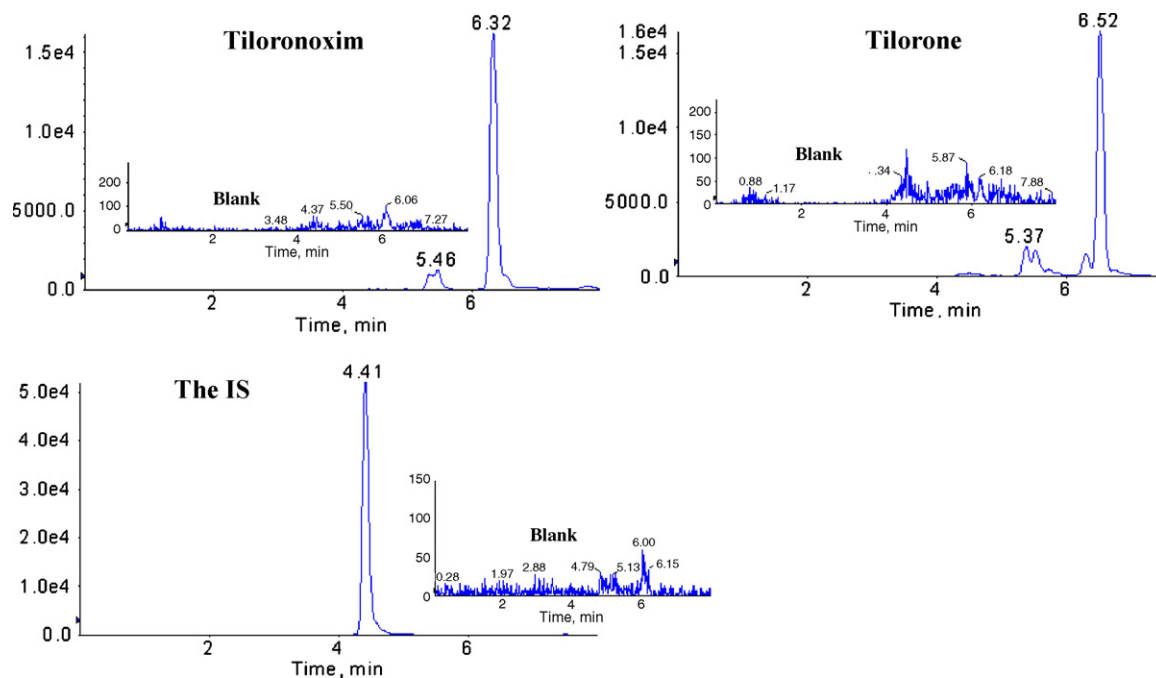 Tiloronoxim
6.32
1.5e4
1.0e4
5000.0
0.0
5.46
2 4 6
Time, min
Blank
200
100
0
3.48 4.37 5.50 6.06 7.27
2 4 6
Time, min
Tilorone
6.52
1.6e4
1.5e4
1.0e4
5000.0
0.0
5.37
2 4 6
Time, min
Blank
200
150
100
50
0
0.88 1.17 .34 5.87 6.18 7.88
2 4 6
Time, min
The IS
4.41
5.0e4
4.0e4
3.0e4
2.0e4
1.0e4
0.0
2 4 6
Time, min
Blank
150
100
50
0
0.28 1.97 2.88 4.79 5.13 6.00 6.15
2 4 6
Time, min